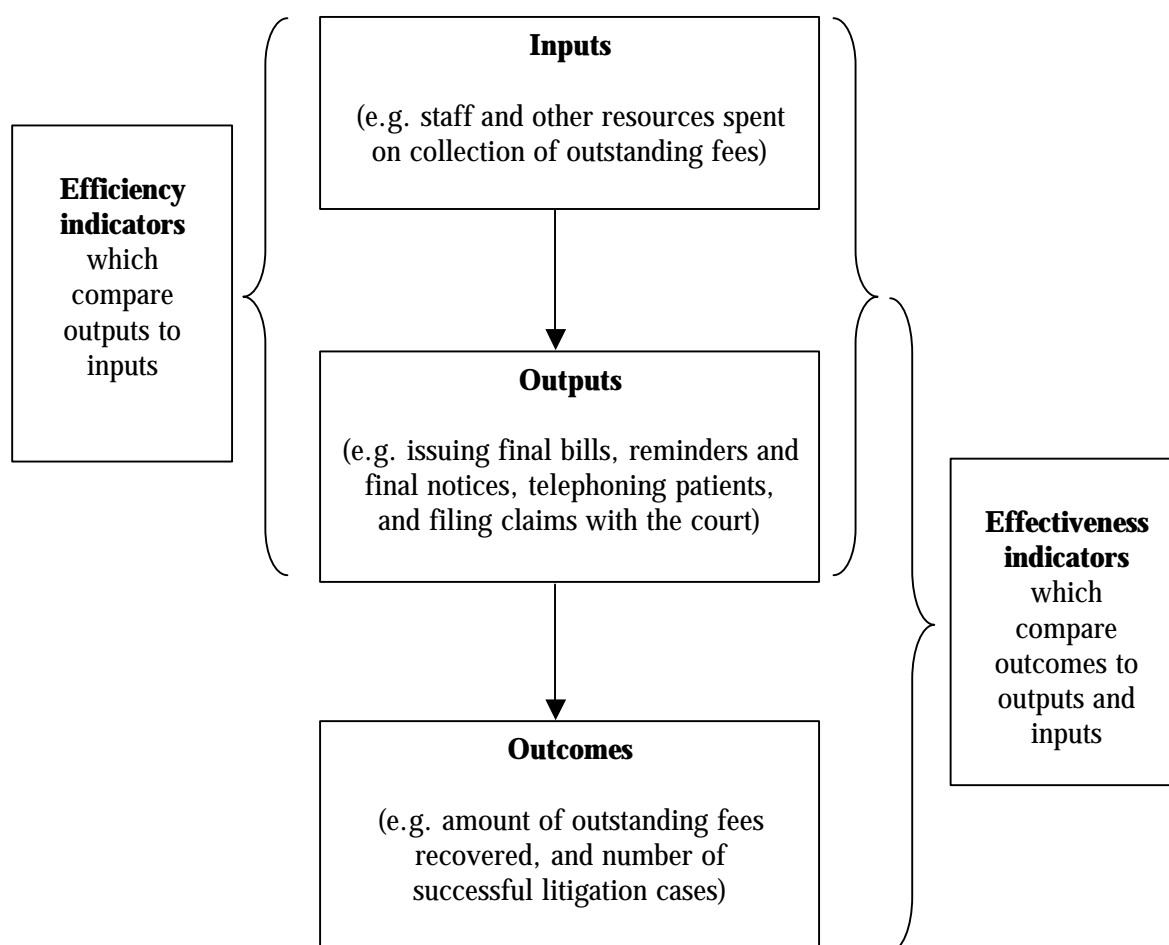 Inputs
(e.g. staff and other resources spent
on collection of outstanding fees)
Efficiency
indicators
which
compare
outputs to
inputs
Outputs
(e.g. issuing final bills, reminders and
final notices, telephoning patients,
and filing claims with the court)
Effectiveness
indicators
which
compare
outcomes to
outputs and
inputs
Outcomes
(e.g. amount of outstanding fees
recovered, and number of
successful litigation cases)